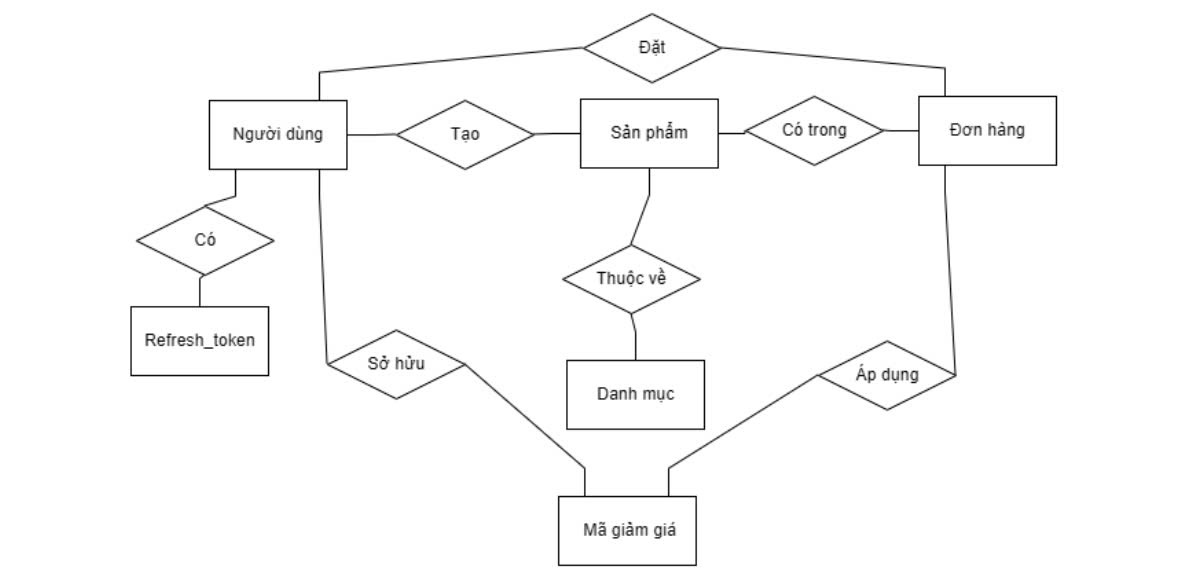 Đặt
Người dùng
Tạo
Sản phẩm
Có trong
Đơn hàng
Có
Thuộc về
Refresh_token
Sở hửu
Áp dụng
Danh mục
Mã giảm giá